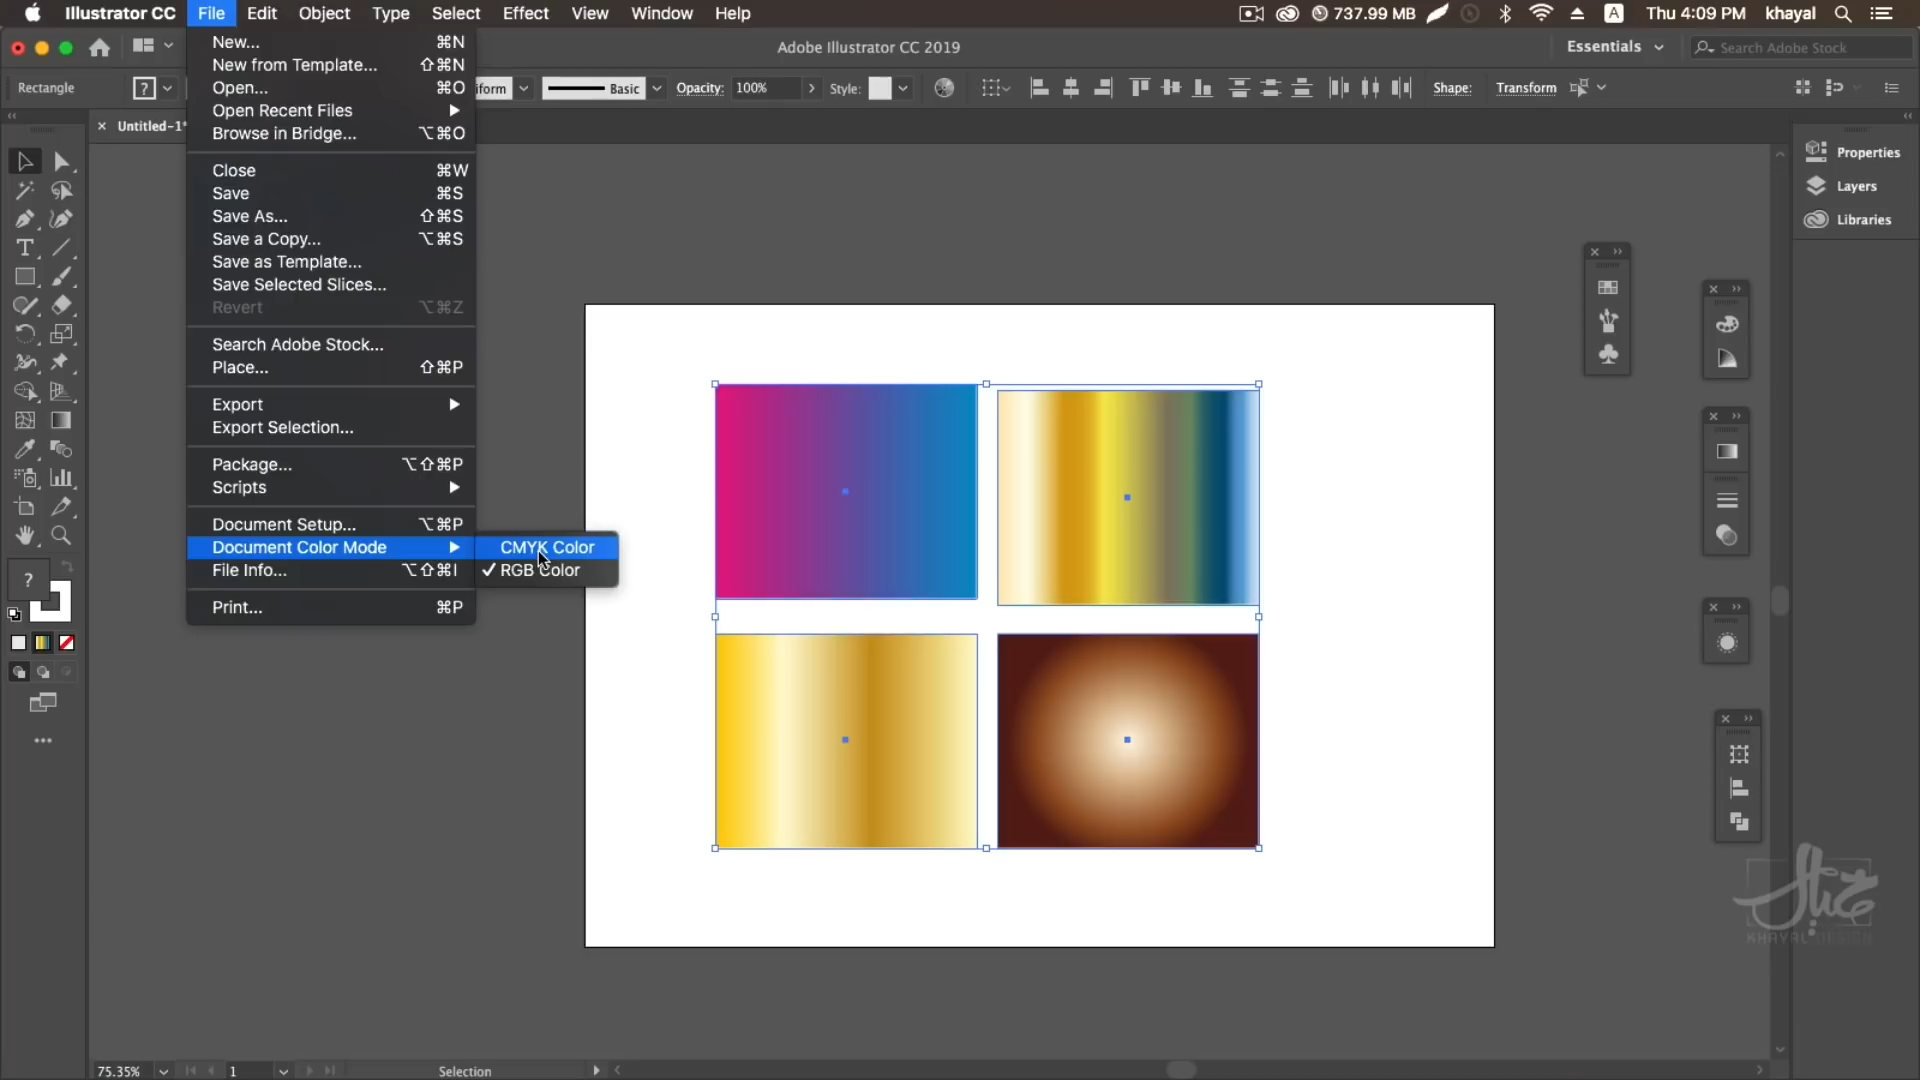 Illustrator CC File Edit Object Type Select Effect View Window Help 737.99 MB A Thu 4:09 PM khayal
Adobe Illustrator CC 2019 Essentials Search Adobe Stock
Rectangle ? iform Basic Opacity: 100% Style: Shape: Transform
Untitled-1*
New... ⌘N
New from Template... ⇧⌘N
Open... ⌘O
Open Recent Files
Browse in Bridge... ⌥⌘O
Close ⌘W
Save ⌘S
Save As... ⇧⌘S
Save a Copy... ⌥⌘S
Save as Template...
Save Selected Slices...
Revert ⌥⌘Z
Search Adobe Stock...
Place... ⇧⌘P
Export
Export Selection...
Package... ⌥⇧⌘P
Scripts
Document Setup... ⌥⌘P
Document Color Mode
File Info... ⌥⇧⌘I
Print... ⌘P
CMYK Color
✓ RGB Color
Properties
Layers
Libraries
?
خيال
KHAYAL DESIGN
75.35% 1 Selection